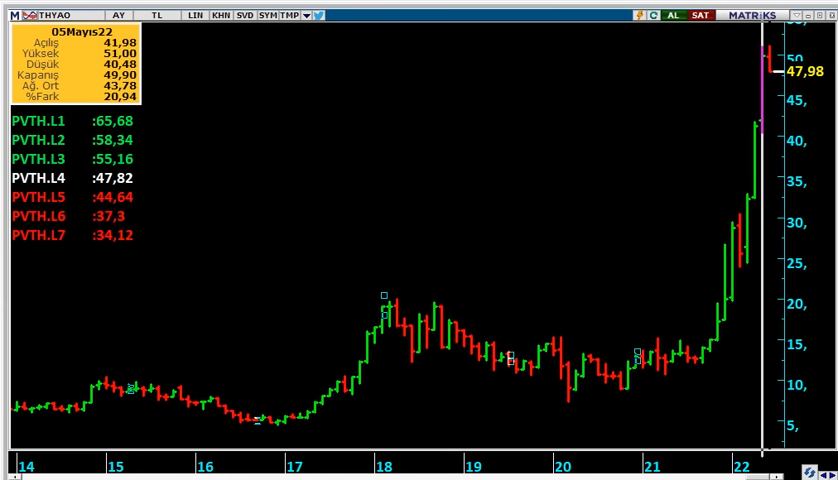 M THYAO AY TL LIN KHN SVD SYM TMP AL SAT MATRİKS
05Mayıs22
Açılış 41,98
Yüksek 51,00
Düşük 40,48
Kapanış 49,90
Ağ. Ort 43,78
%Fark 20,94
PVTH.L1 :65,68
PVTH.L2 :58,34
PVTH.L3 :55,16
PVTH.L4 :47,82
PVTH.L5 :44,64
PVTH.L6 :37,3
PVTH.L7 :34,12
50,
47,98
45,
40,
35,
30,
25,
20,
15,
10,
5,
14 15 16 17 18 19 20 21 22